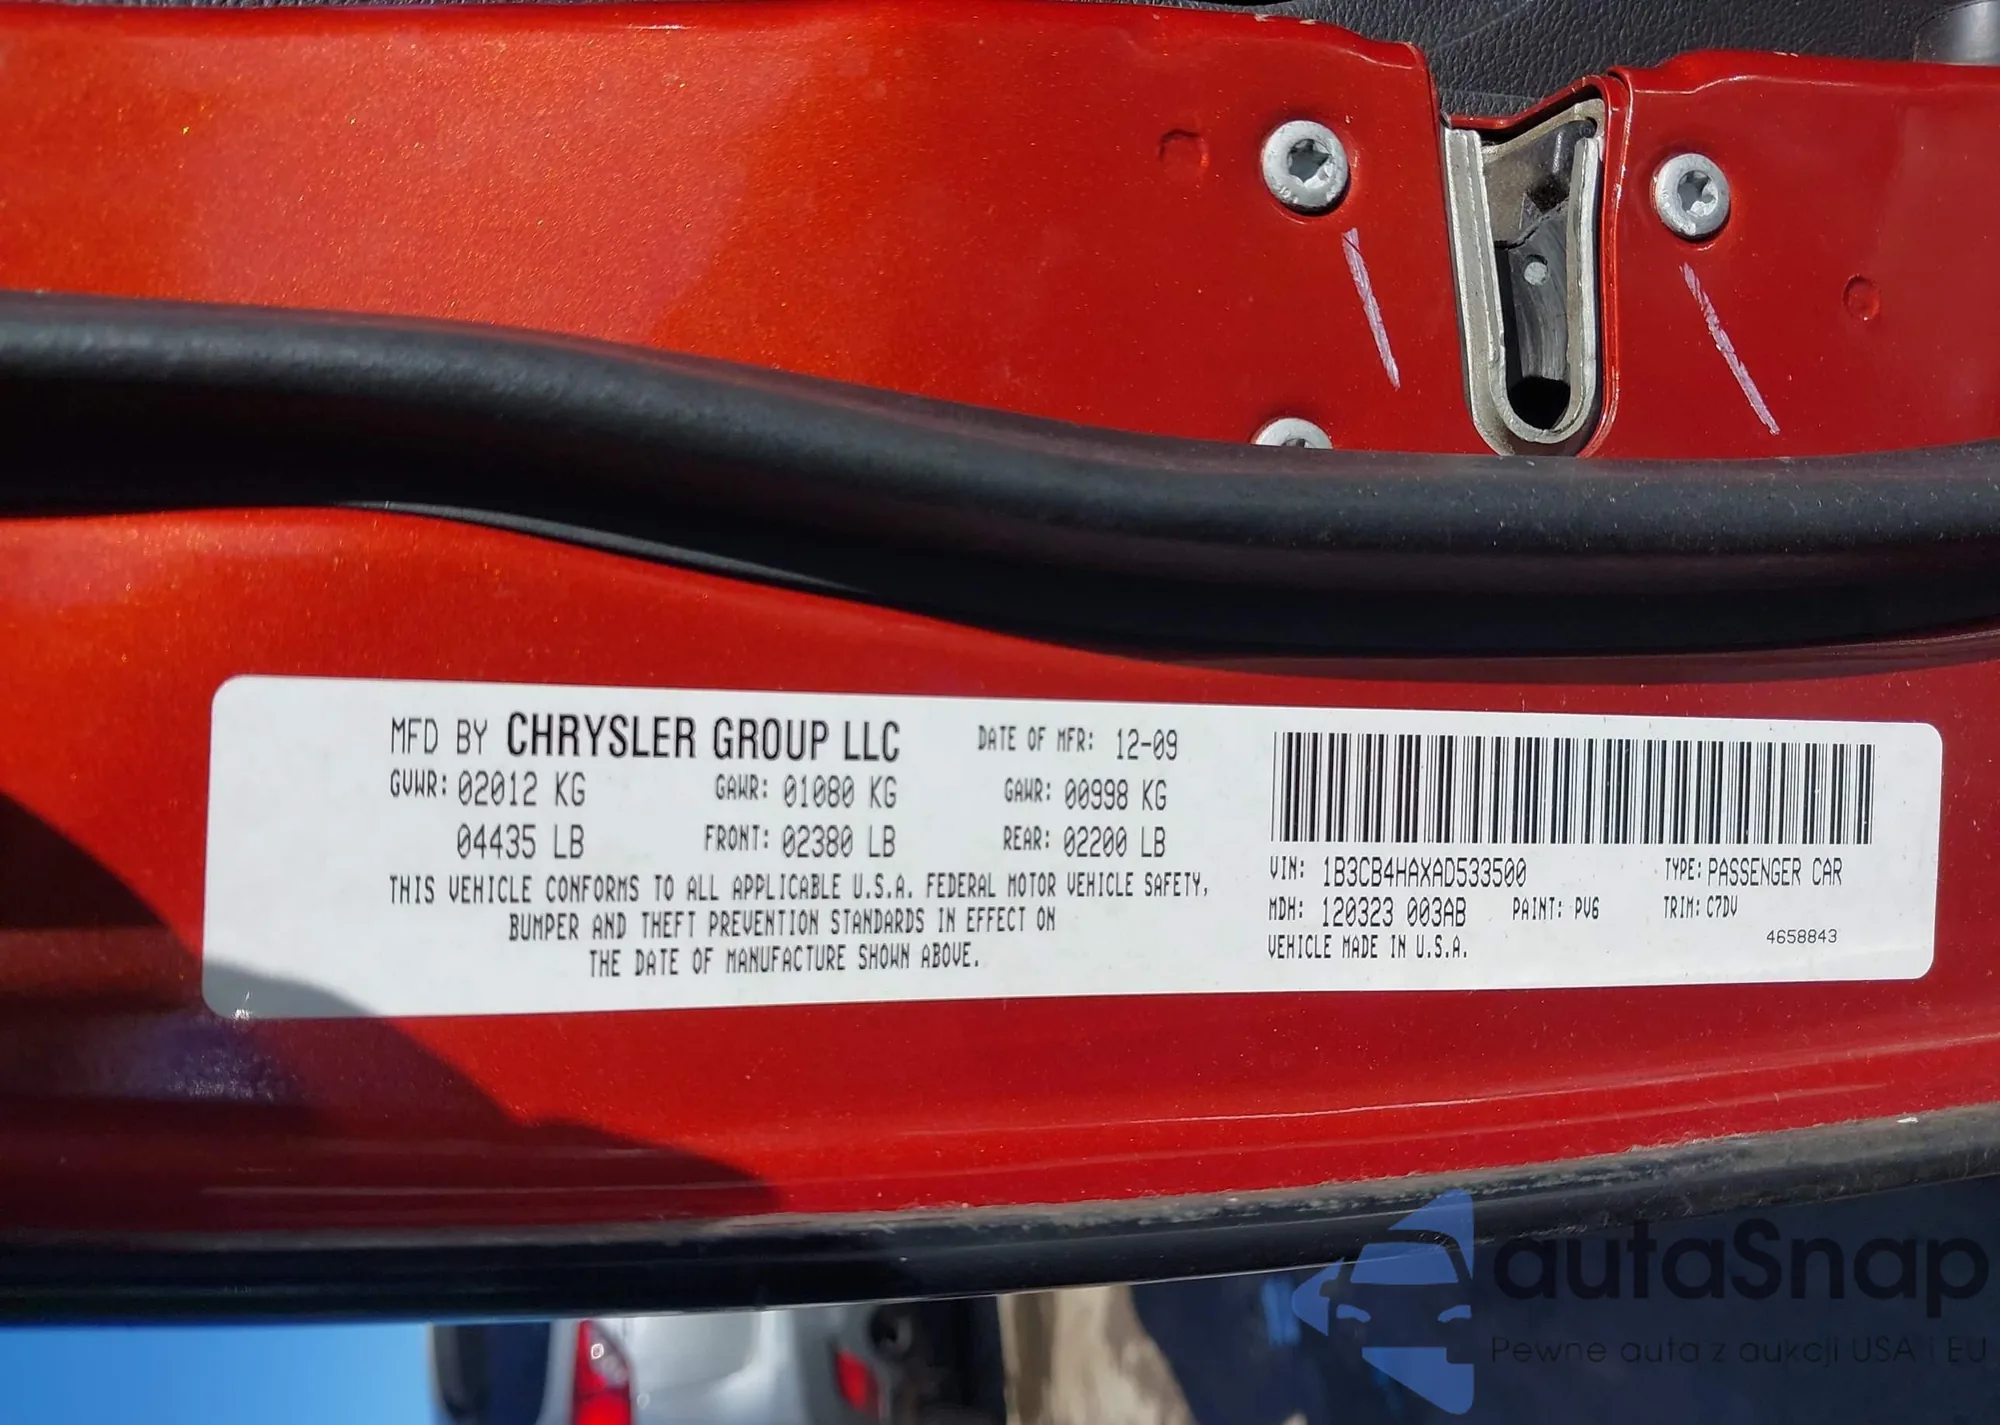 MFD BY CHRYSLER GROUP LLC DATE OF MFR: 12-09
GVWR: 02012 KG GAWR: 01080 KG GAWR: 00998 KG
04435 LB FRONT: 02380 LB REAR: 02200 LB
THIS VEHICLE CONFORMS TO ALL APPLICABLE U.S.A. FEDERAL MOTOR VEHICLE SAFETY,
BUMPER AND THEFT PREVENTION STANDARDS IN EFFECT ON
THE DATE OF MANUFACTURE SHOWN ABOVE.
VIN: 1B3CB4HAXAD533500 TYPE: PASSENGER CAR
MDH: 120323 003AB PAINT: PV6 TRIM: C7DV
VEHICLE MADE IN U.S.A. 4658843
autaSnap
Pewne auta z aukcji USA i EU